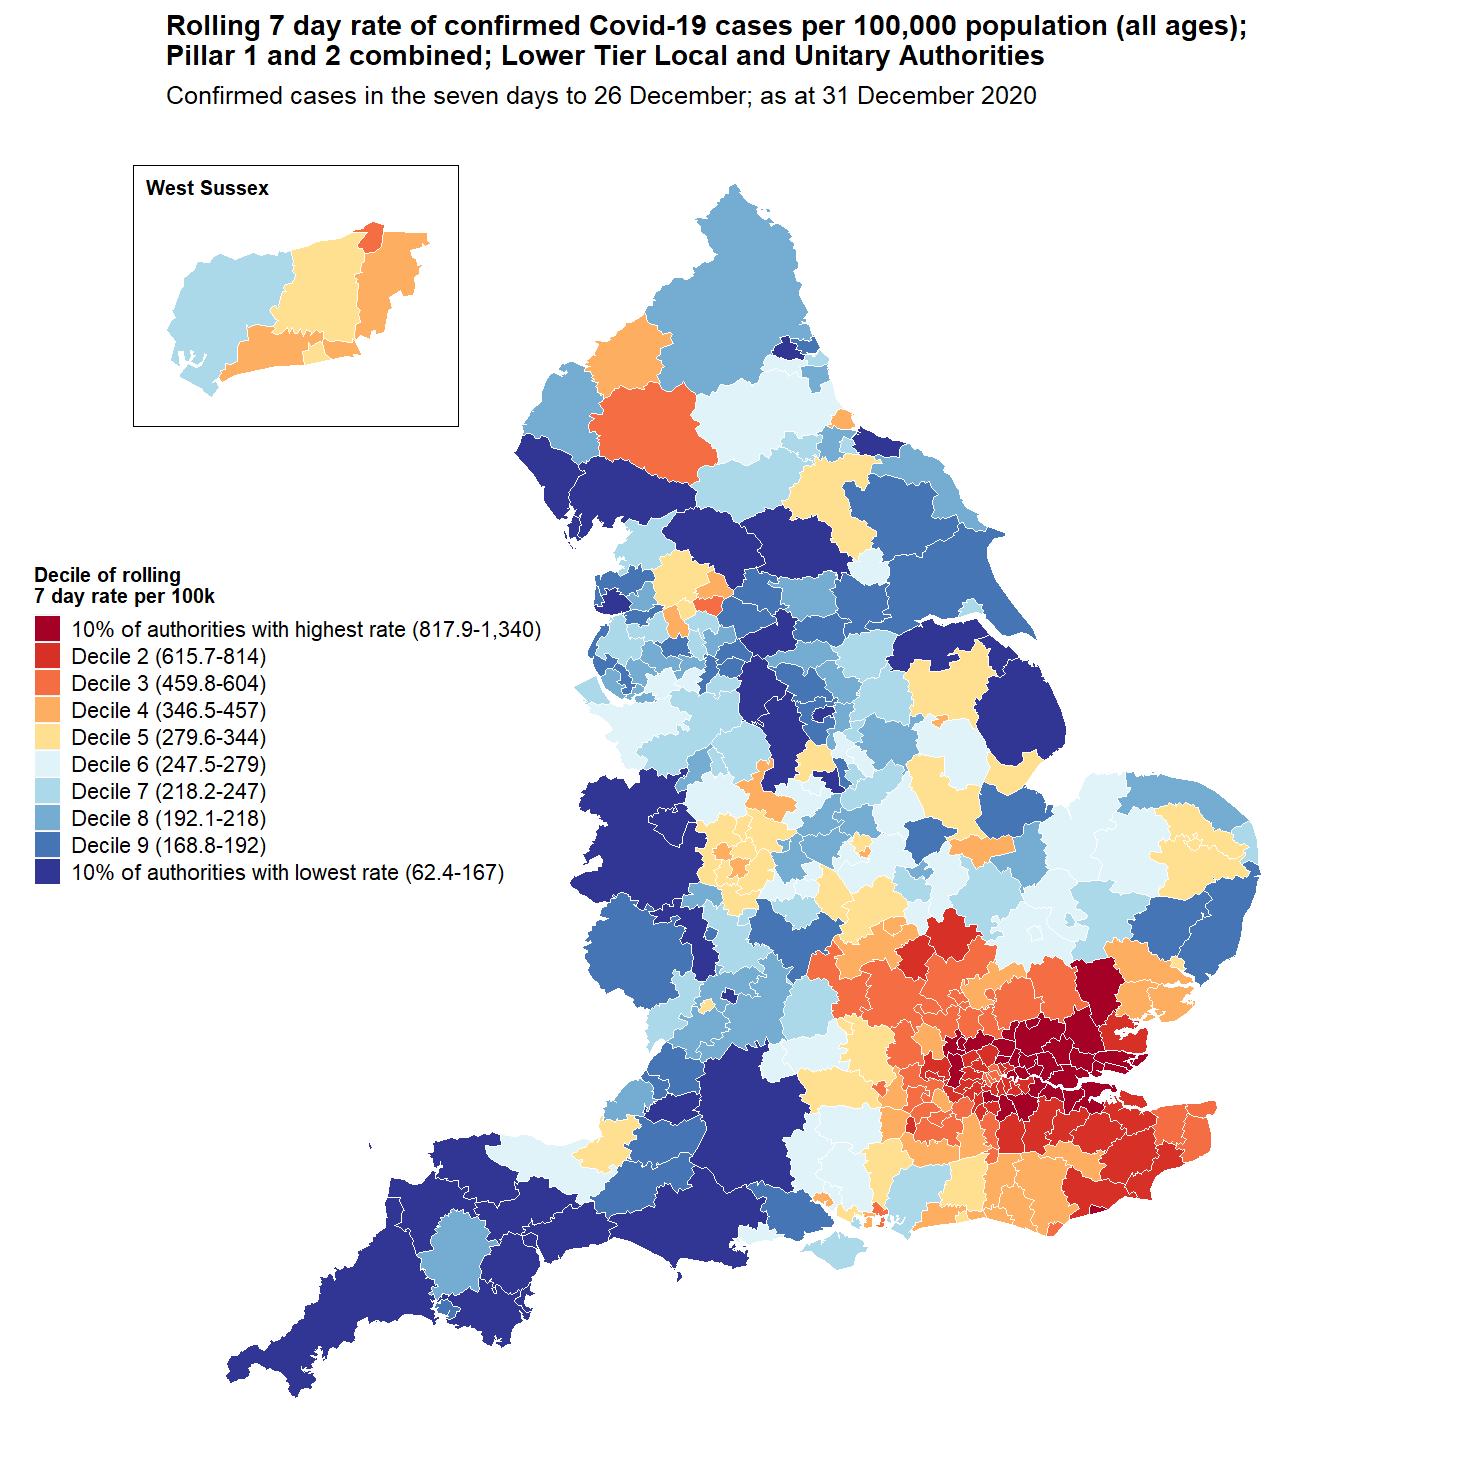 Rolling 7 day rate of confirmed Covid-19 cases per 100,000 population (all ages);
Pillar 1 and 2 combined; Lower Tier Local and Unitary Authorities
Confirmed cases in the seven days to 26 December; as at 31 December 2020
West Sussex
Decile of rolling
7 day rate per 100k
10% of authorities with highest rate (817.9-1,340)
Decile 2 (615.7-814)
Decile 3 (459.8-604)
Decile 4 (346.5-457)
Decile 5 (279.6-344)
Decile 6 (247.5-279)
Decile 7 (218.2-247)
Decile 8 (192.1-218)
Decile 9 (168.8-192)
10% of authorities with lowest rate (62.4-167)